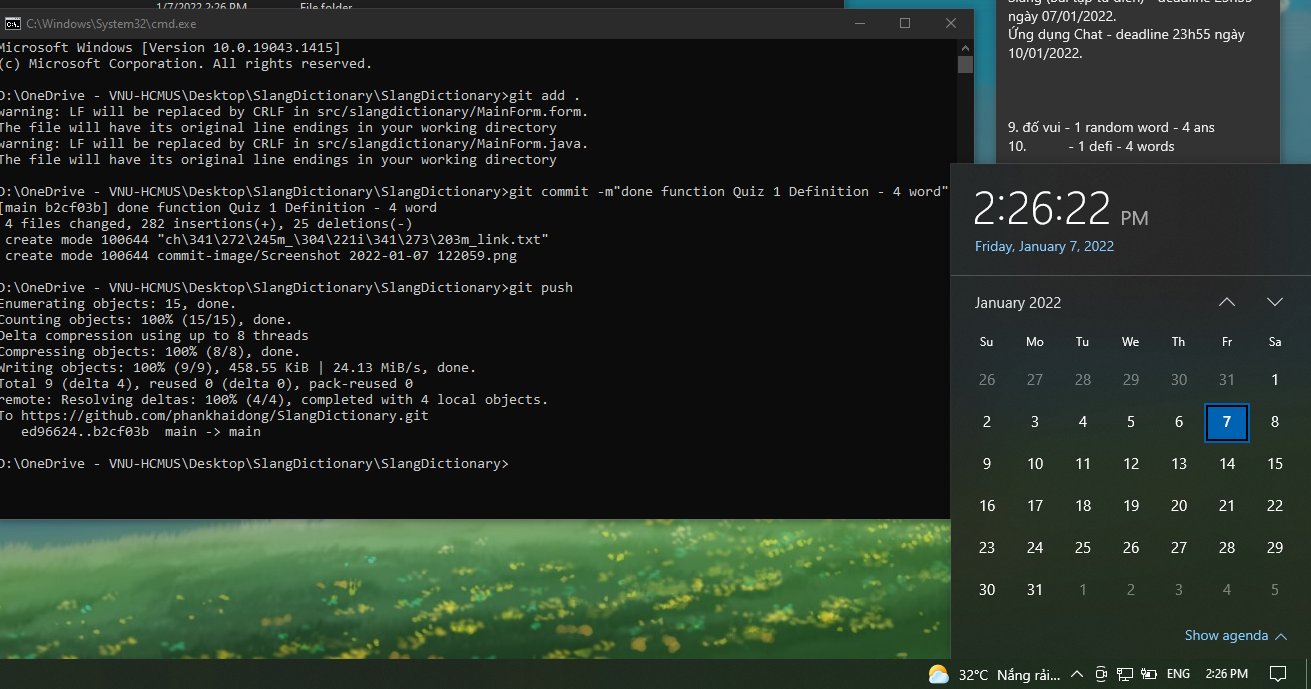 1/7/2022 2:26 PM File folder
C:\Windows\System32\cmd.exe
Microsoft Windows [Version 10.0.19043.1415]
(c) Microsoft Corporation. All rights reserved.
D:\OneDrive - VNU-HCMUS\Desktop\SlangDictionary\SlangDictionary>git add .
warning: LF will be replaced by CRLF in src/slangdictionary/MainForm.form.
The file will have its original line endings in your working directory
warning: LF will be replaced by CRLF in src/slangdictionary/MainForm.java.
The file will have its original line endings in your working directory
D:\OneDrive - VNU-HCMUS\Desktop\SlangDictionary\SlangDictionary>git commit -m"done function Quiz 1 Definition - 4 word"
[main b2cf03b] done function Quiz 1 Definition - 4 word
4 files changed, 282 insertions(+), 25 deletions(-)
create mode 100644 "ch\341\272\245m_\304\221i\341\273\203m_link.txt"
create mode 100644 commit-image/Screenshot 2022-01-07 122059.png
D:\OneDrive - VNU-HCMUS\Desktop\SlangDictionary\SlangDictionary>git push
Enumerating objects: 15, done.
Counting objects: 100% (15/15), done.
Delta compression using up to 8 threads
Compressing objects: 100% (8/8), done.
Writing objects: 100% (9/9), 458.55 KiB | 24.13 MiB/s, done.
Total 9 (delta 4), reused 0 (delta 0), pack-reused 0
remote: Resolving deltas: 100% (4/4), completed with 4 local objects.
To https://github.com/phankhaidong/SlangDictionary.git
ed96624..b2cf03b main -> main
D:\OneDrive - VNU-HCMUS\Desktop\SlangDictionary\SlangDictionary>
Slang (bài tập từ điển) - deadline 23h55
ngày 07/01/2022.
Ứng dụng Chat - deadline 23h55 ngày
10/01/2022.
9. đố vui - 1 random word - 4 ans
10. - 1 defi - 4 words
2:26:22 PM
Friday, January 7, 2022
January 2022
Su Mo Tu We Th Fr Sa
26 27 28 29 30 31 1
2 3 4 5 6 7 8
9 10 11 12 13 14 15
16 17 18 19 20 21 22
23 24 25 26 27 28 29
30 31 1 2 3 4 5
Show agenda
32°C Nắng rải... ENG 2:26 PM